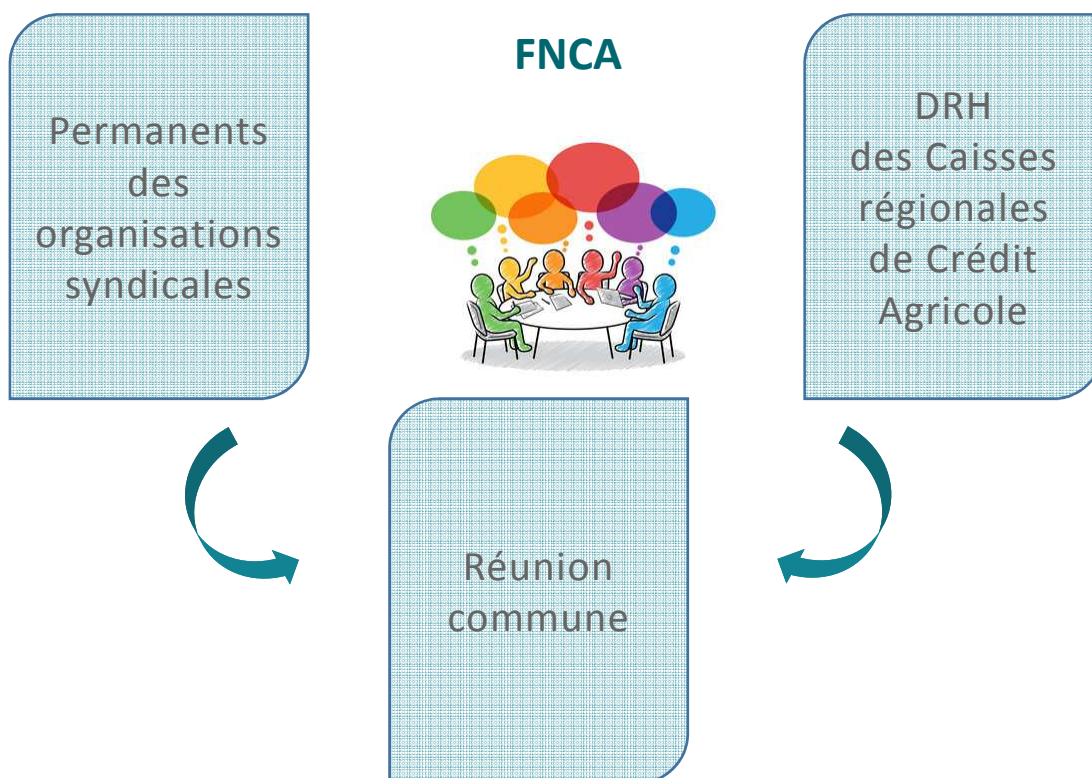 FNCA
Permanents
des
organisations
syndicales
DRH
des Caisses
régionales
de Crédit
Agricole
Réunion
commune